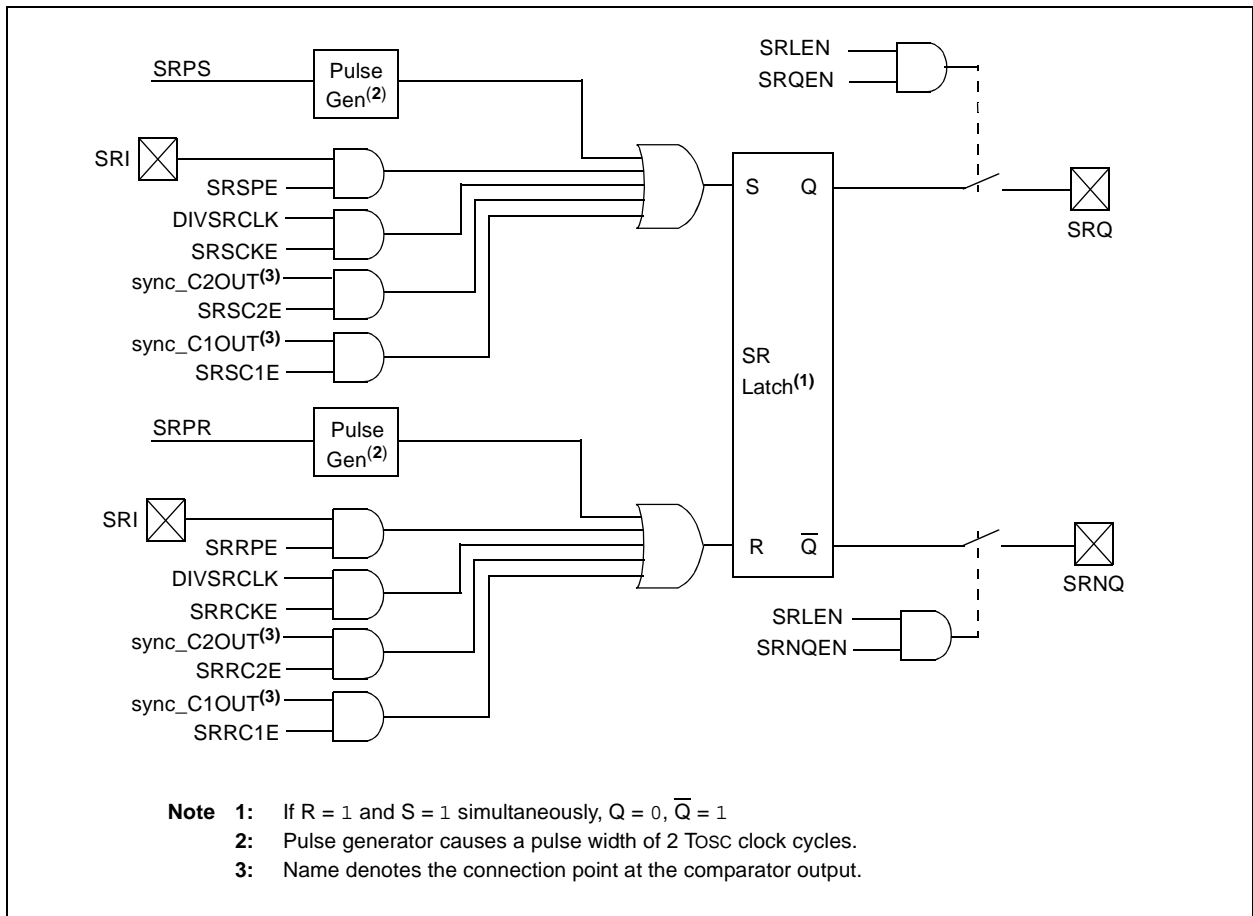 SRPS
Pulse
Gen(2)
SRLEN
SRQEN
SRI
SRSPE
DIVSRCLK
SRSCKE
sync_C2OUT(3)
SRSC2E
sync_C1OUT(3)
SRSC1E
S Q
SRQ
SR
Latch(1)
SRPR
Pulse
Gen(2)
SRI
SRRPE
DIVSRCLK
SRRCKE
sync_C2OUT(3)
SRRC2E
sync_C1OUT(3)
SRRC1E
R Q̅
SRNQ
SRLEN
SRNQEN
Note 1: If R = 1 and S = 1 simultaneously, Q = 0, Q̅ = 1
2: Pulse generator causes a pulse width of 2 TOSC clock cycles.
3: Name denotes the connection point at the comparator output.